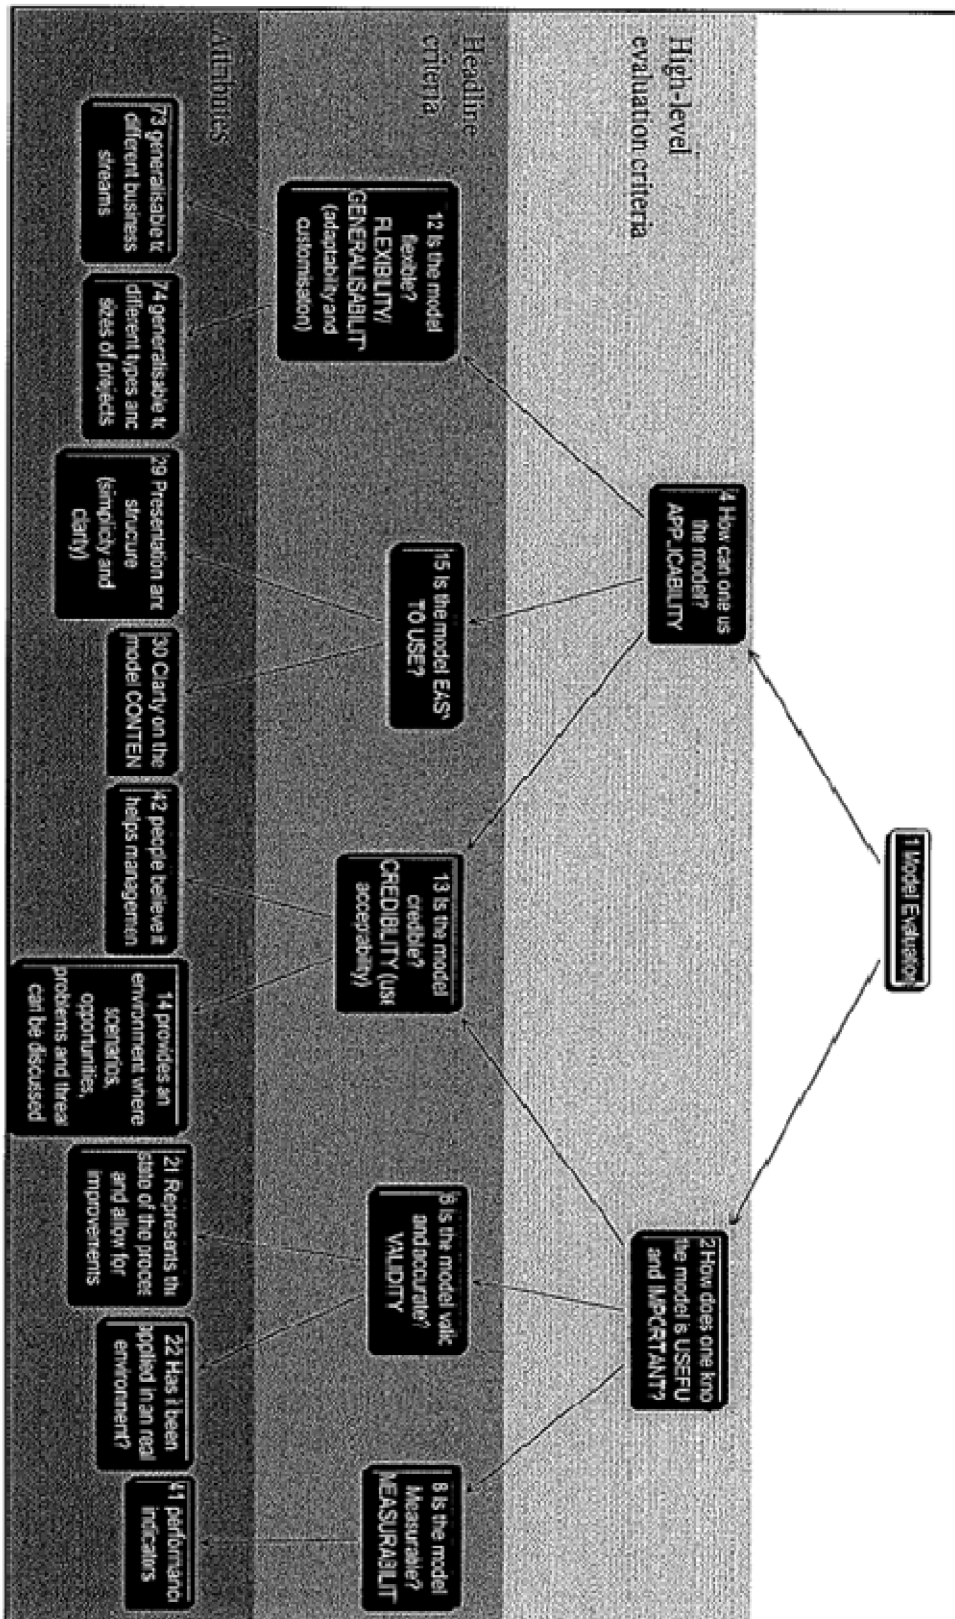 1 Model Evaluation
High-level
evaluation criteria
4 How can one us
the model?
APPLICABILITY
2 How does one kno
the model is USEFU
and IMPORTANT?
Headline
criteria
12 Is the model
flexible?
FLEXIBILITY/
GENERALISABILIT
(adaptability and
customisation)
15 Is the model EAS
TO USE?
13 Is the model
credible?
CREDIBILITY (use
acceptability)
6 Is the model valid
and accurate?
VALIDITY
8 Is the model
Measurable?
MEASURABILIT
Attributes
73 generalisable to
different business
streams
74 generalisable to
different types and
sizes of projects
29 Presentation and
strucure
(simplicity and
clarity)
30 Clarity on the
model CONTEN
42 people believe it
helps managemen
14 provides an
environment where
scenarios,
opportunities,
problems and threa
can be discussed
21 Represents the
state of the proces
and allow for
improvements
22 Has it been
applied in an real
environment?
41 performanc
indicators